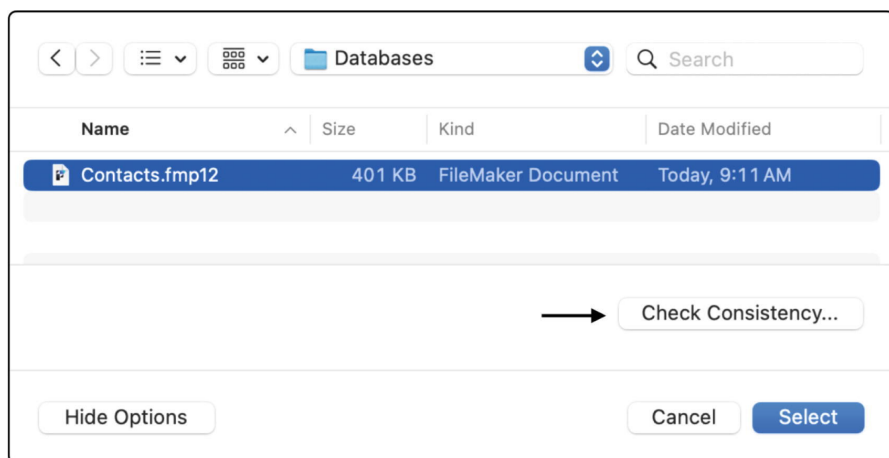 Databases
Search
Name Size Kind Date Modified
Contacts.fmp12 401 KB FileMaker Document Today, 9:11 AM
Check Consistency...
Hide Options Cancel Select